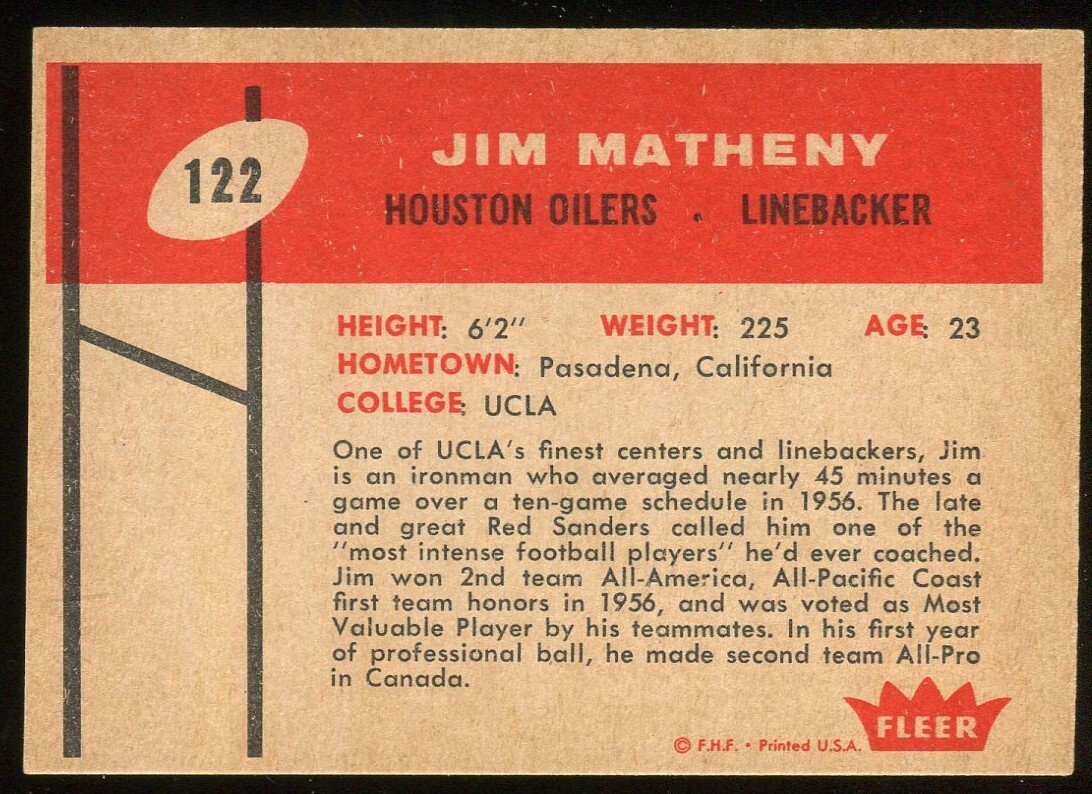 122
JIM MATHENY
HOUSTON OILERS . LINEBACKER
HEIGHT: 6'2" WEIGHT: 225 AGE: 23
HOMETOWN: Pasadena, California
COLLEGE: UCLA
One of UCLA's finest centers and linebackers, Jim
is an ironman who averaged nearly 45 minutes a
game over a ten-game schedule in 1956. The late
and great Red Sanders called him one of the
"most intense football players" he'd ever coached.
Jim won 2nd team All-America, All-Pacific Coast
first team honors in 1956, and was voted as Most
Valuable Player by his teammates. In his first year
of professional ball, he made second team All-Pro
in Canada.
© F.H.F. • Printed U.S.A.
FLEER